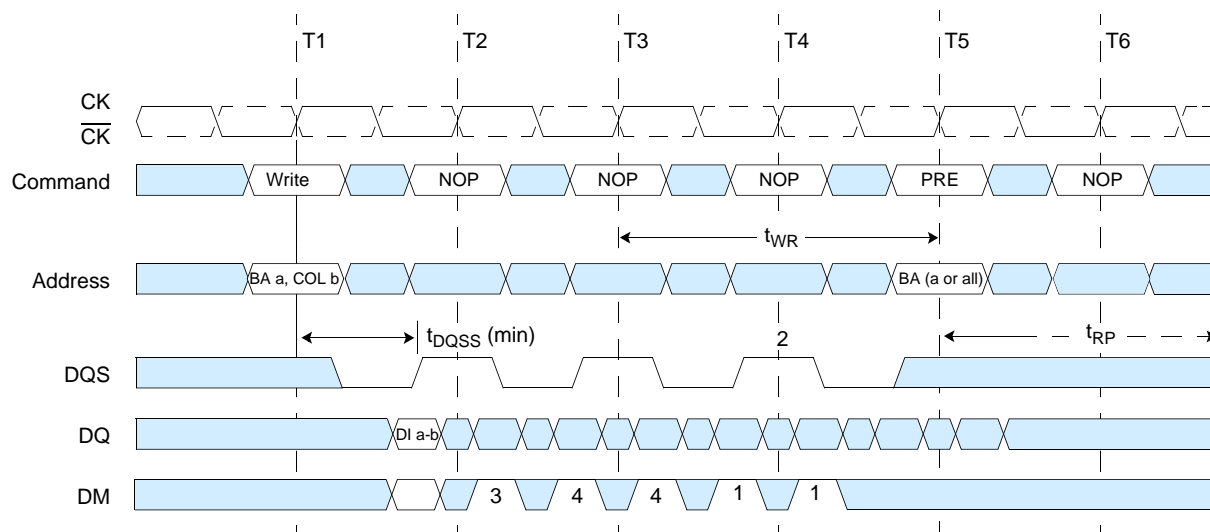 T1 T2 T3 T4 T5 T6
CK
CK
Command Write NOP NOP NOP PRE NOP
tWR
Address BA a, COL b BA (a or all)
tDQSS (min) 2 tRP
DQS
DQ DI a-b
DM 3 4 4 1 1